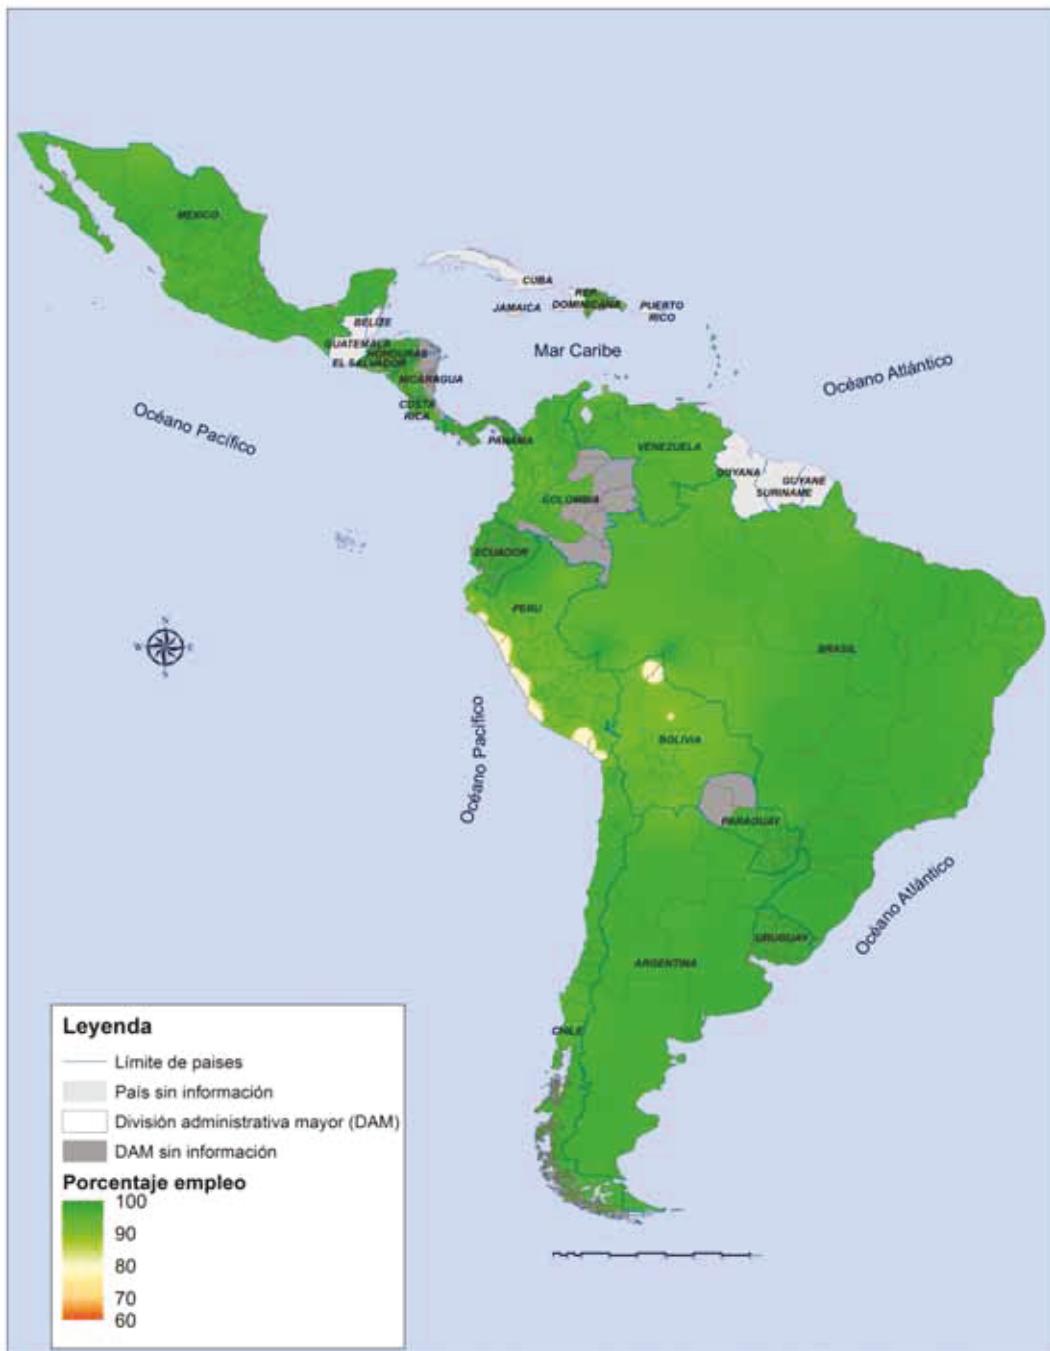 MEXICO
CUBA
REP.
DOMINICANA
JAMAICA
PUERTO
RICO
BELIZE
GUATEMALA
HONDURAS
EL SALVADOR
NICARAGUA
COSTA
RICA
PANAMA
Mar Caribe
Océano Atlántico
Océano Pacífico
VENEZUELA
GUYANA
GUYANE
SURINAME
COLOMBIA
ECUADOR
PERU
BRASIL
N
W
E
S
BOLIVIA
Océano Pacífico
PARAGUAY
Océano Atlántico
URUGUAY
ARGENTINA
CHILE
Leyenda
Límite de paises
País sin información
División administrativa mayor (DAM)
DAM sin información
Porcentaje empleo
100
90
80
70
60